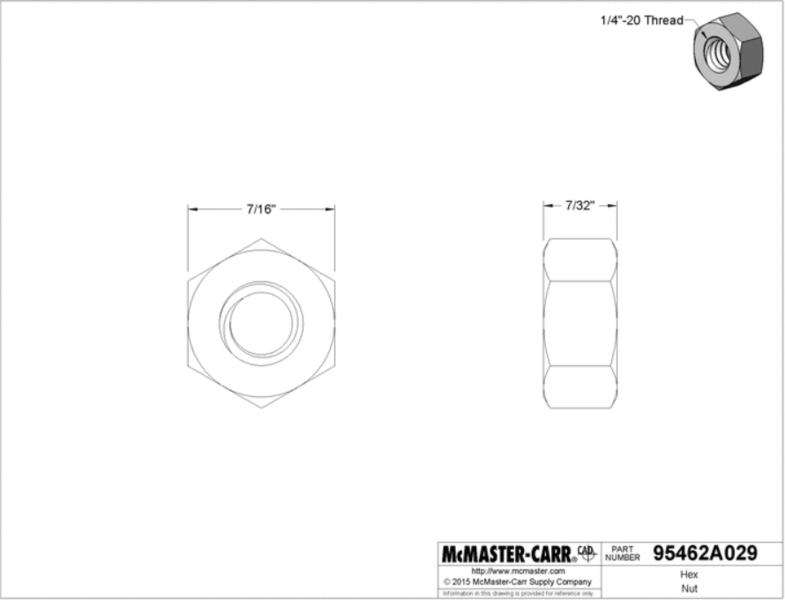 1/4"-20 Thread
7/16"
7/32"
McMASTER-CARR® CAD
PART NUMBER
95462A029
http://www.mcmaster.com
© 2015 McMaster-Carr Supply Company
Information in this drawing is provided for reference only.
Hex
Nut